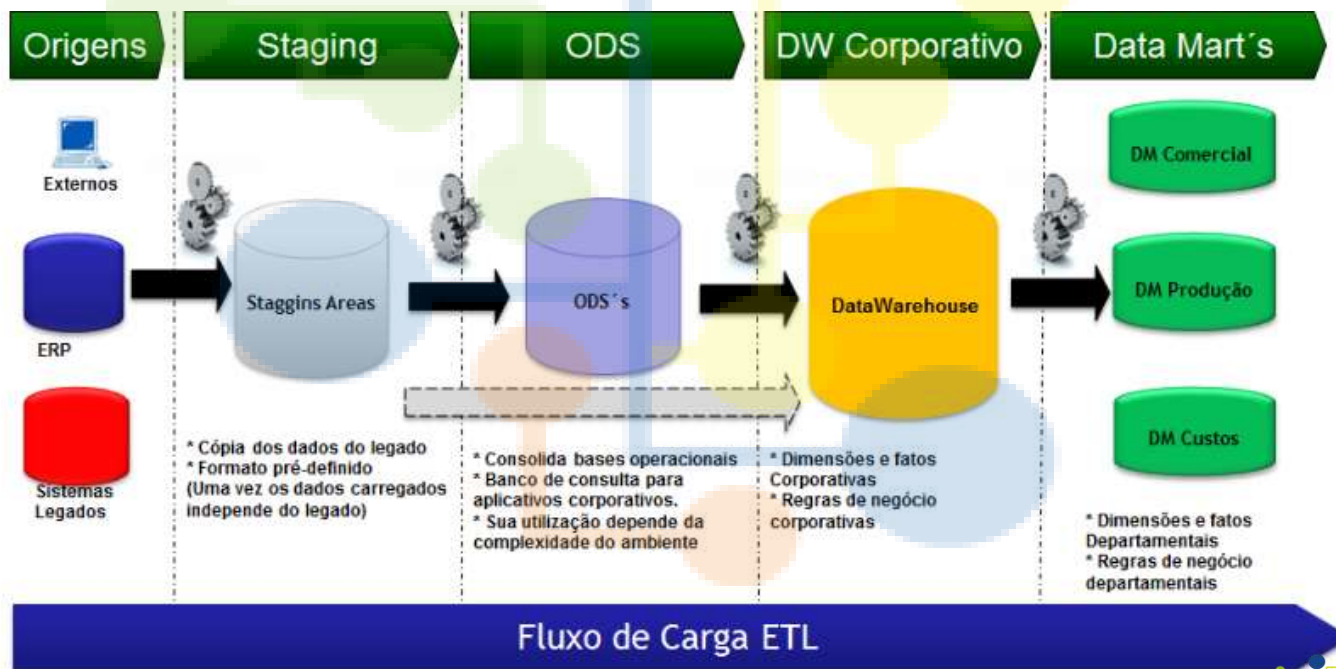 Origens
Staging
ODS
DW Corporativo
Data Mart´s
Externos
ERP
Sistemas
Legados
Staggins Areas
* Cópia dos dados do legado
* Formato pré-definido
(Uma vez os dados carregados
independe do legado)
ODS´s
* Consolida bases operacionais
* Banco de consulta para
aplicativos corporativos.
* Sua utilização depende da
complexidade do ambiente
DataWarehouse
* Dimensões e fatos
Corporativas
* Regras de negócio
corporativas
DM Comercial
DM Produção
DM Custos
* Dimensões e fatos
Departamentais
* Regras de negócio
departamentais
Fluxo de Carga ETL